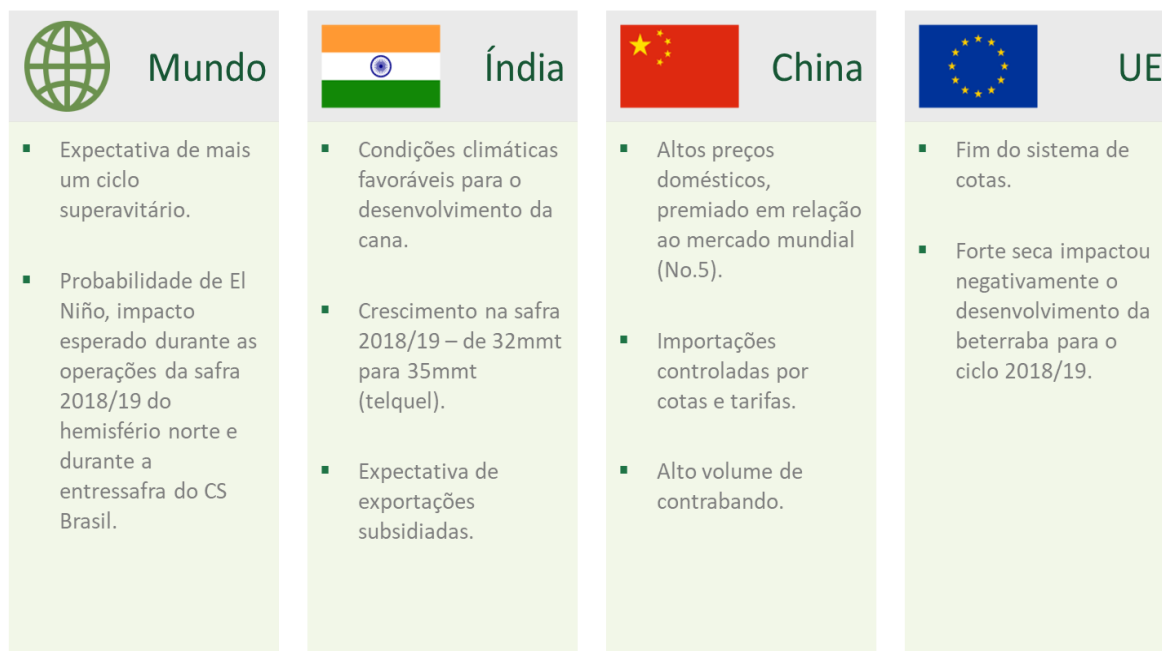 Mundo
Expectativa de mais
um ciclo
superavitário.
Probabilidade de El
Niño, impacto
esperado durante as
operações da safra
2018/19 do
hemisfério norte e
durante a
entressafra do CS
Brasil.
Índia
Condições climáticas
favoráveis para o
desenvolvimento da
cana.
Crescimento na safra
2018/19 – de 32mmt
para 35mmt
(telquel).
Expectativa de
exportações
subsidiadas.
China
Altos preços
domésticos,
premiado em relação
ao mercado mundial
(No.5).
Importações
controladas por
cotas e tarifas.
Alto volume de
contrabando.
UE
Fim do sistema de
cotas.
Forte seca impactou
negativamente o
desenvolvimento da
beterraba para o
ciclo 2018/19.